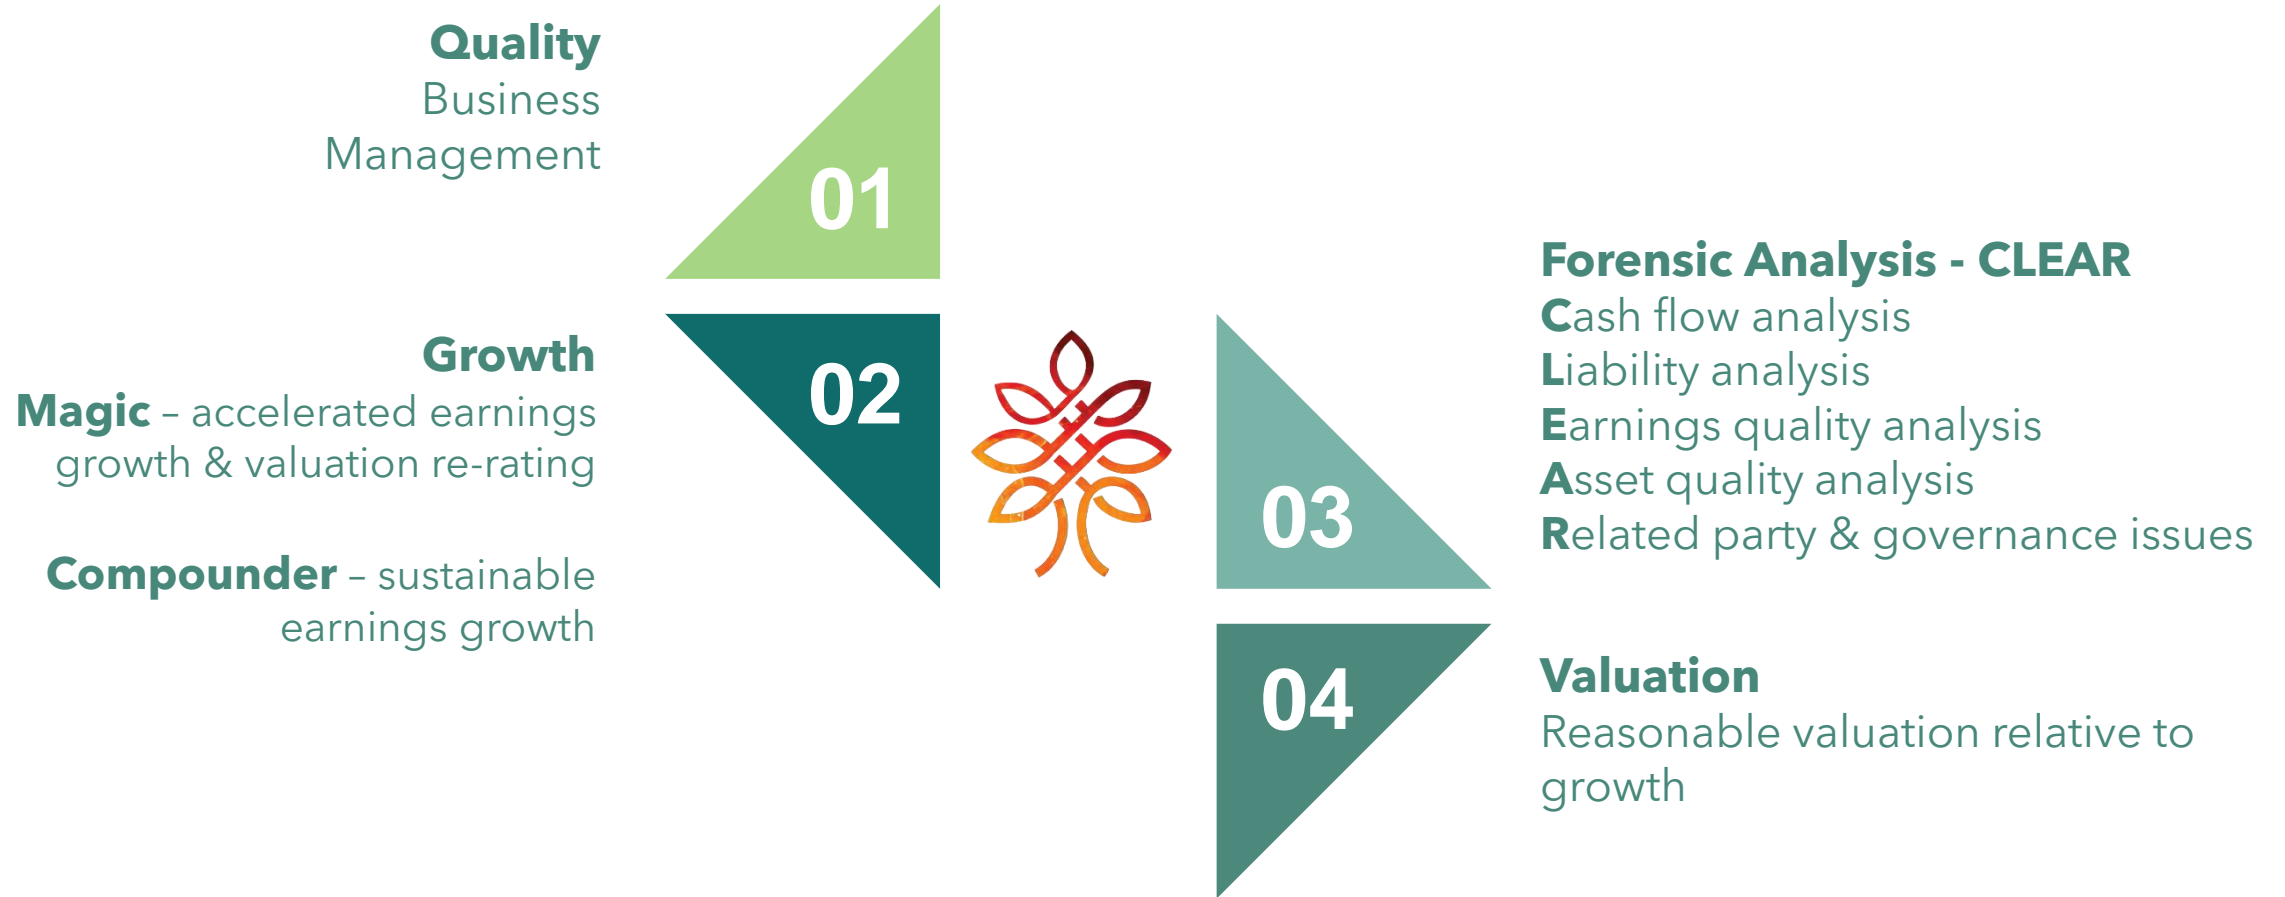 Quality
Business
Management
01
Growth
Magic – accelerated earnings
growth & valuation re-rating
Compounder – sustainable
earnings growth
02
Forensic Analysis - CLEAR
Cash flow analysis
Liability analysis
Earnings quality analysis
Asset quality analysis
Related party & governance issues
03
Valuation
Reasonable valuation relative to
growth
04